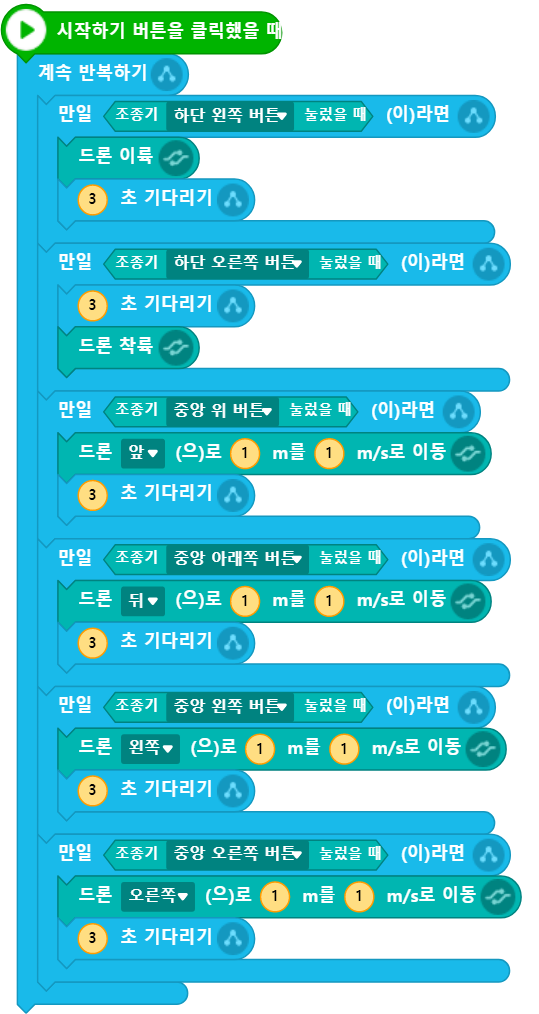 시작하기 버튼을 클릭했을 때
계속 반복하기
만일 조종기 하단 왼쪽 버튼 눌렀을 때 (이)라면
드론 이륙
3 초 기다리기
만일 조종기 하단 오른쪽 버튼 눌렀을 때 (이)라면
3 초 기다리기
드론 착륙
만일 조종기 중앙 위 버튼 눌렀을 때 (이)라면
드론 앞 (으)로 1 m를 1 m/s로 이동
3 초 기다리기
만일 조종기 중앙 아래쪽 버튼 눌렀을 때 (이)라면
드론 뒤 (으)로 1 m를 1 m/s로 이동
3 초 기다리기
만일 조종기 중앙 왼쪽 버튼 눌렀을 때 (이)라면
드론 왼쪽 (으)로 1 m를 1 m/s로 이동
3 초 기다리기
만일 조종기 중앙 오른쪽 버튼 눌렀을 때 (이)라면
드론 오른쪽 (으)로 1 m를 1 m/s로 이동
3 초 기다리기